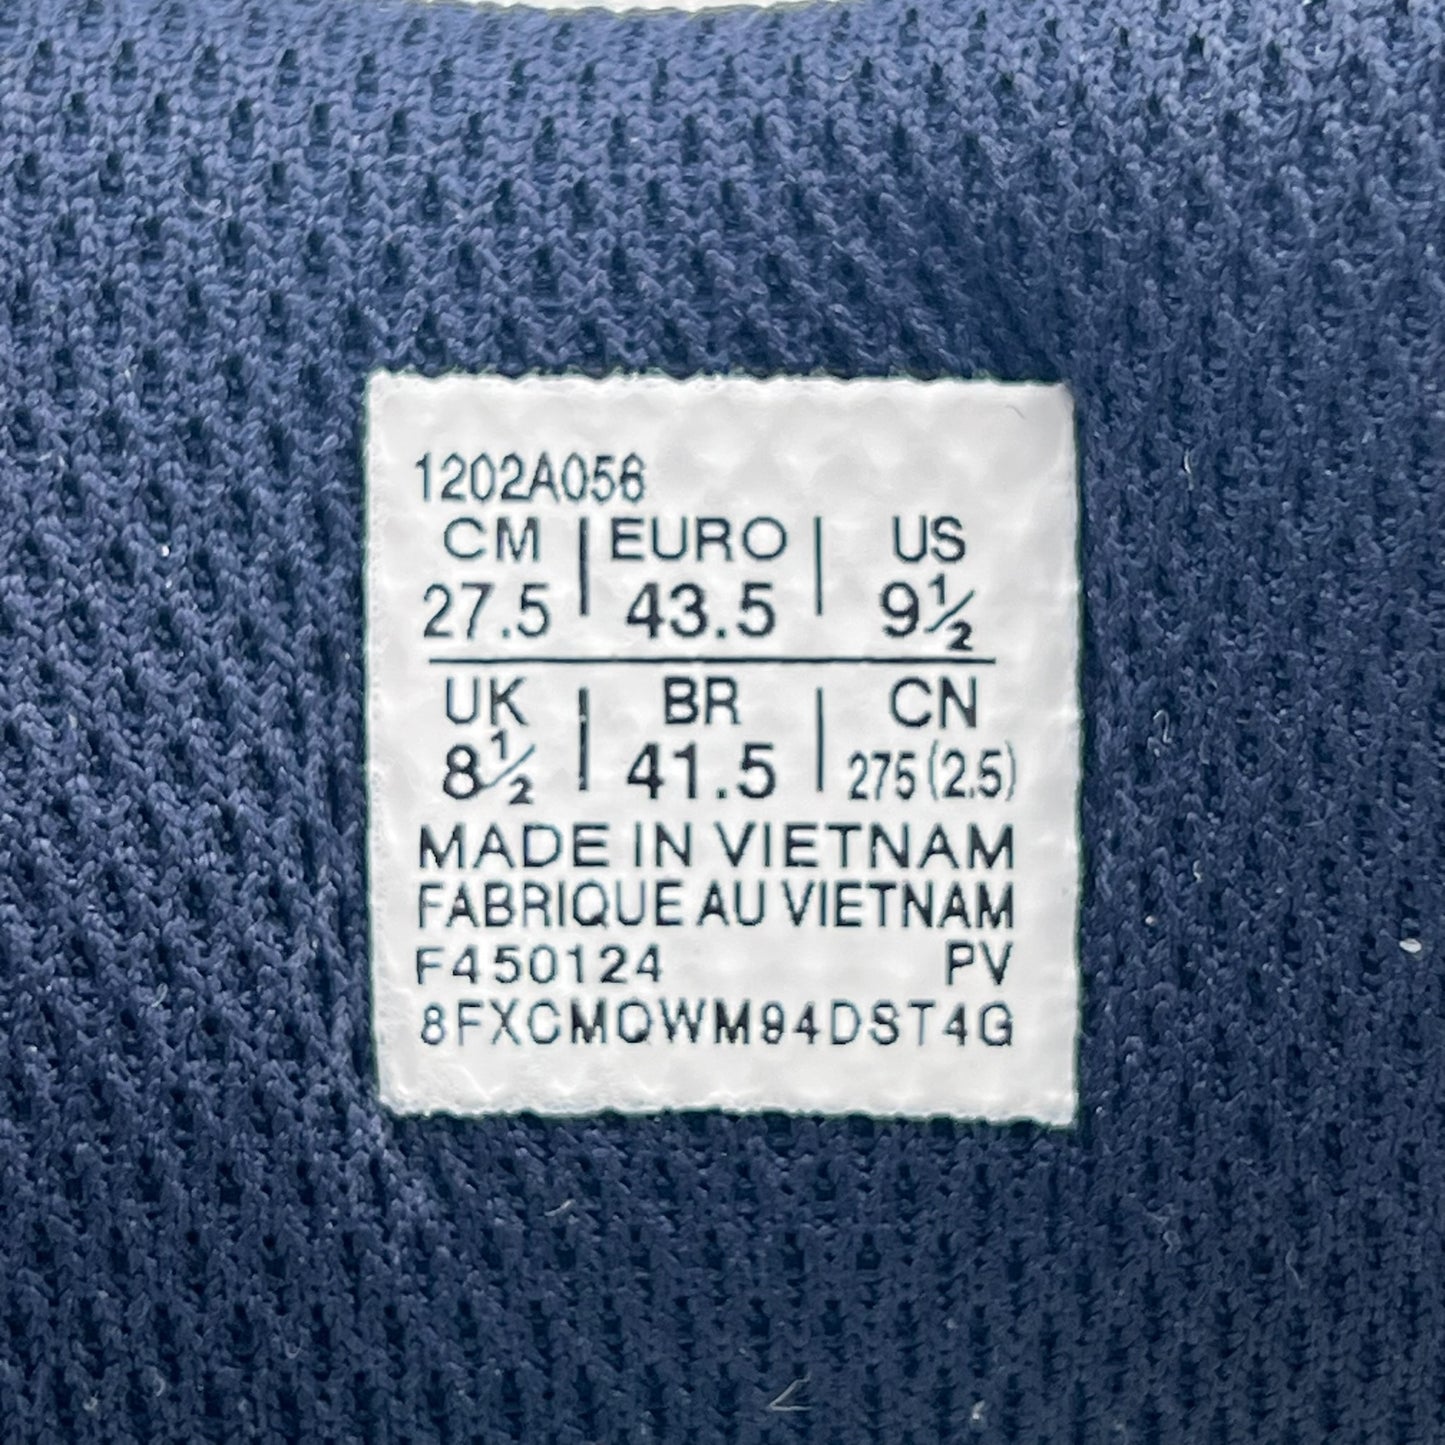 1202A056
CM | EURO | US
27.5 | 43.5 | 9½
UK | BR | CN
8½ | 41.5 | 275(2.5)
MADE IN VIETNAM
FABRIQUE AU VIETNAM
F450124 PV
8FXCMQWM94DST4G